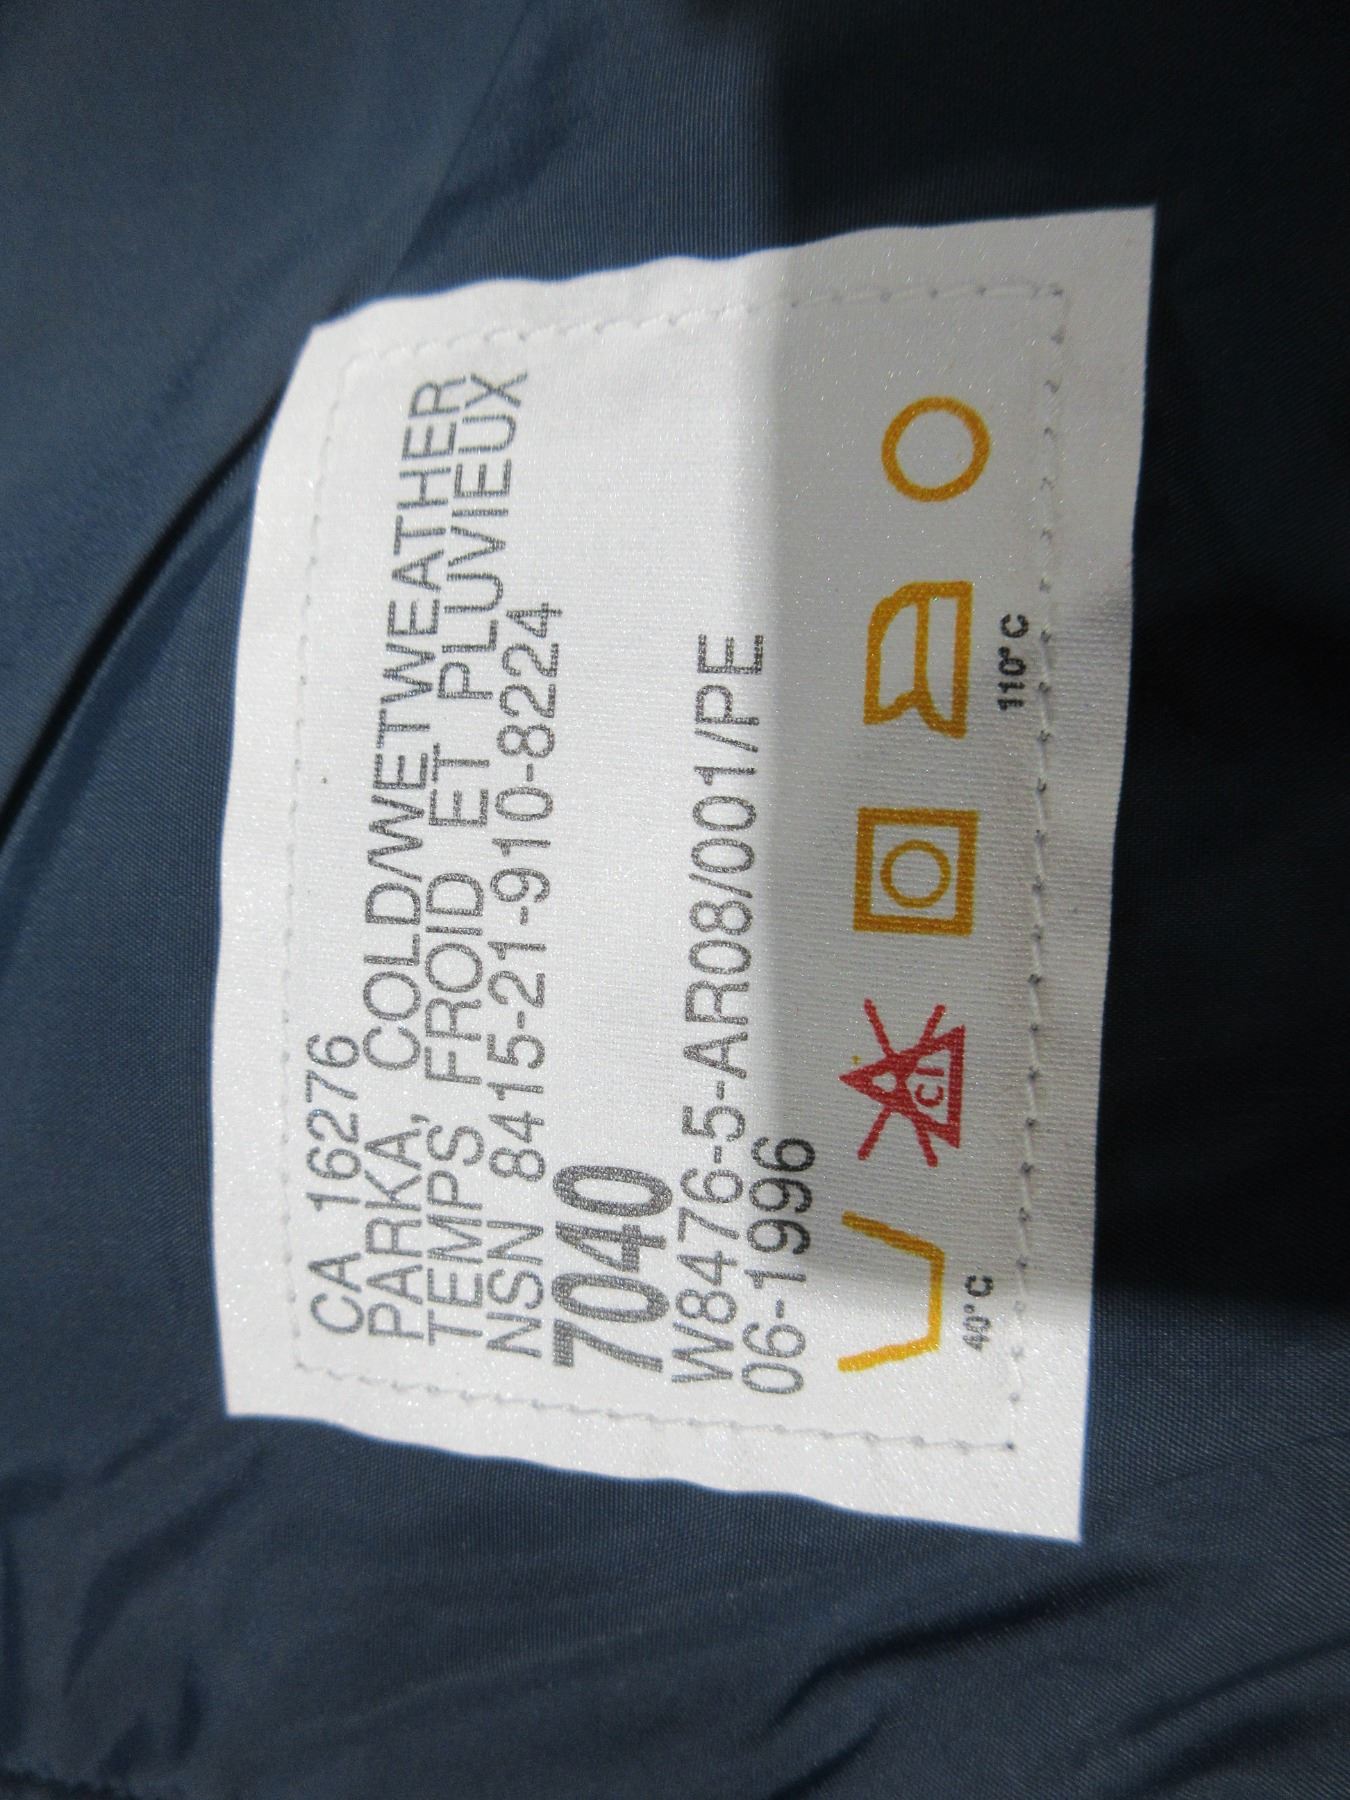 CA 16276
PARKA, COLD/WETWEATHER
TEMPS, FROID ET PLUVIEUX
NSN 8415-21-910-8224
7040
W8476-5-AR08/001/PE
06-1996
Cl
40°C
110°C